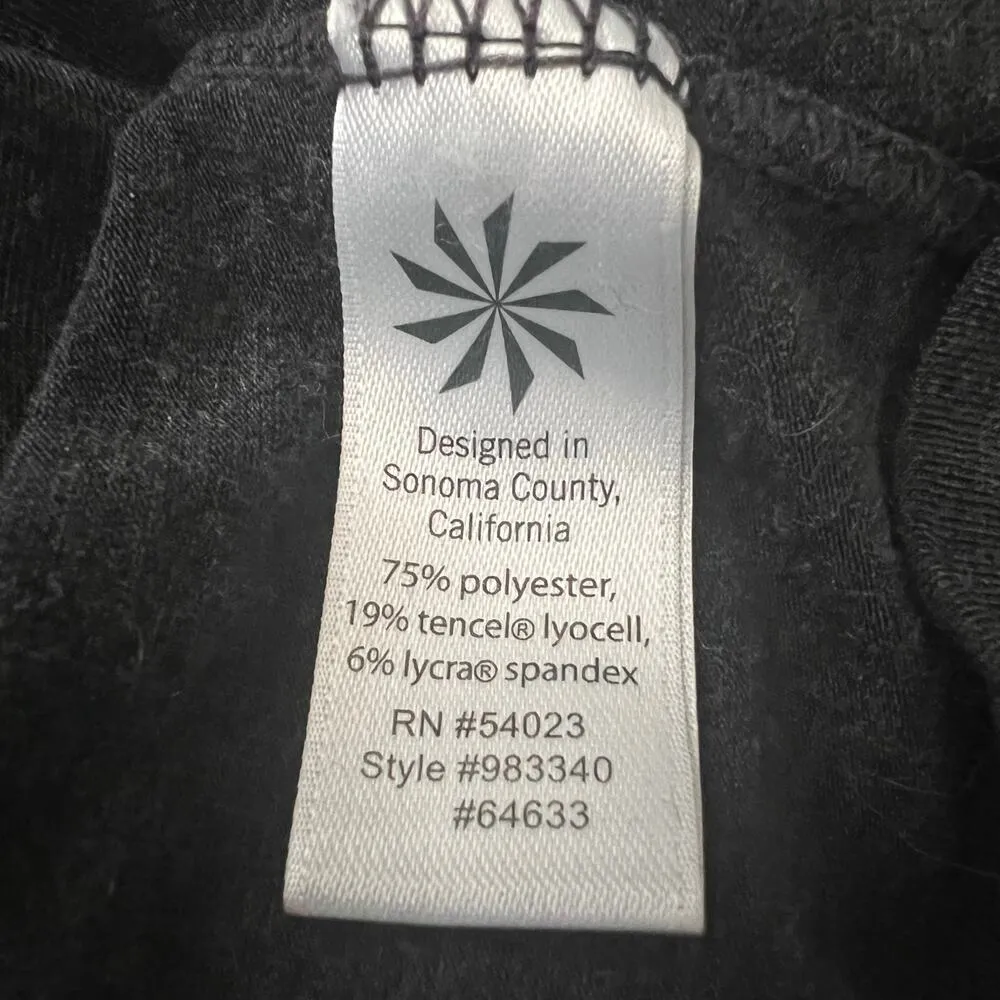 Designed in
Sonoma County,
California
75% polyester,
19% tencel® lyocell,
6% lycra® spandex
RN #54023
Style #983340
#64633